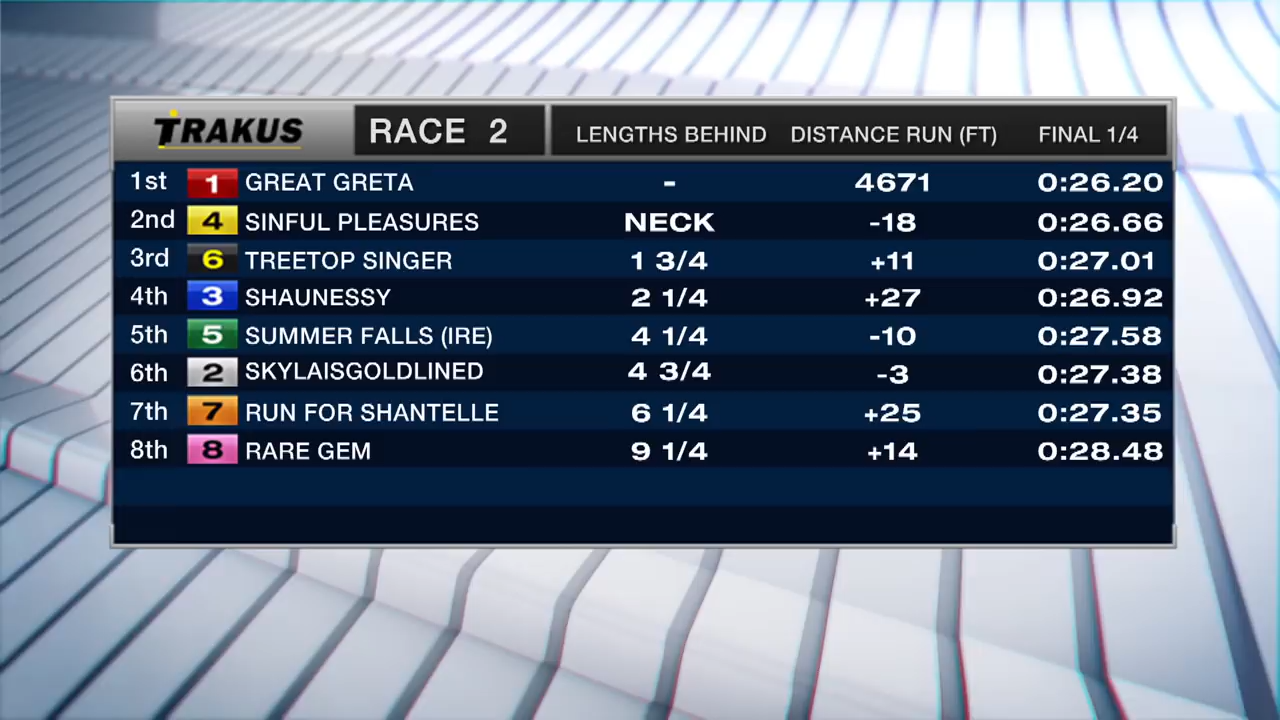 TRAKUS RACE 2 LENGTHS BEHIND DISTANCE RUN (FT) FINAL 1/4
1st 1 GREAT GRETA - 4671 0:26.20
2nd 4 SINFUL PLEASURES NECK -18 0:26.66
3rd 6 TREETOP SINGER 1 3/4 +11 0:27.01
4th 3 SHAUNESSY 2 1/4 +27 0:26.92
5th 5 SUMMER FALLS (IRE) 4 1/4 -10 0:27.58
6th 2 SKYLAISGOLDLINED 4 3/4 -3 0:27.38
7th 7 RUN FOR SHANTELLE 6 1/4 +25 0:27.35
8th 8 RARE GEM 9 1/4 +14 0:28.48